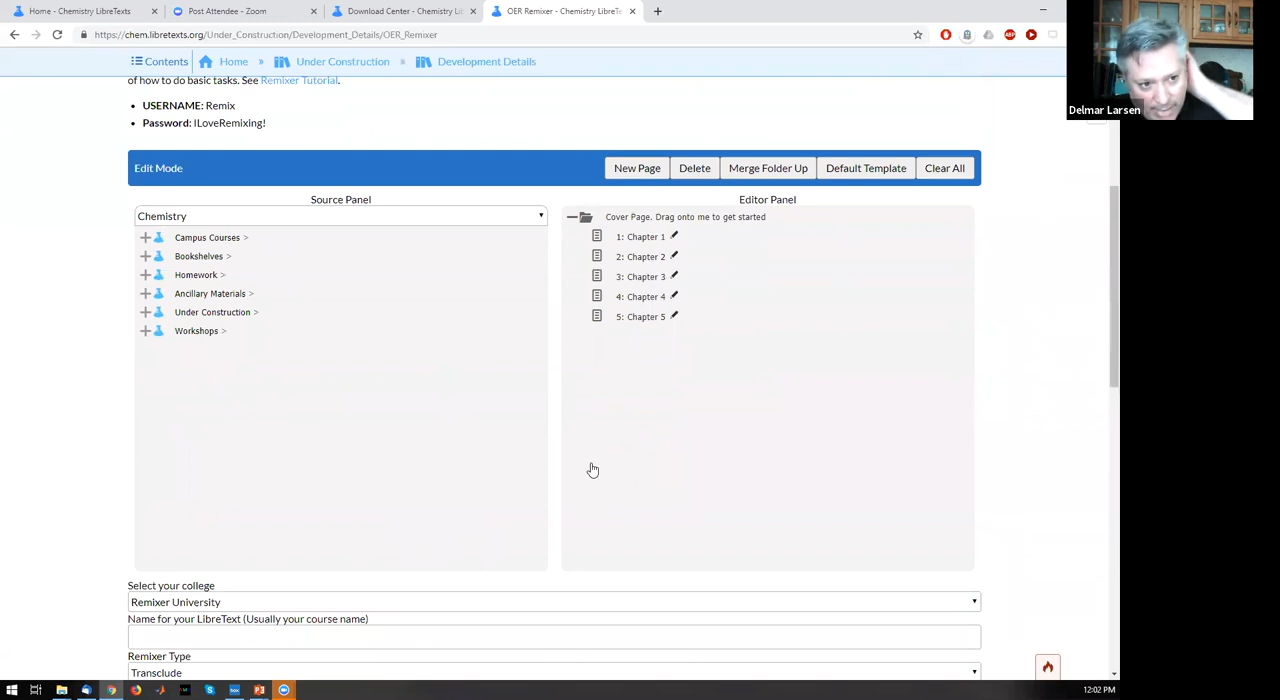 Home - Chemistry LibreTexts
Post Attendee - Zoom
Download Center - Chemistry Lib
OER Remixer - Chemistry LibreTe
https://chem.libretexts.org/Under_Construction/Development_Details/OER_Remixer
ABP
Contents Home » Under Construction » Development Details
of how to do basic tasks. See Remixer Tutorial.
• USERNAME: Remix
• Password: ILoveRemixing!
Delmar Larsen
Edit Mode New Page Delete Merge Folder Up Default Template Clear All
Source Panel
Chemistry
Campus Courses >
Bookshelves >
Homework >
Ancillary Materials >
Under Construction >
Workshops >
Editor Panel
Cover Page. Drag onto me to get started
1: Chapter 1
2: Chapter 2
3: Chapter 3
4: Chapter 4
5: Chapter 5
Select your college
Remixer University
Name for your LibreText (Usually your course name)
Remixer Type
Transclude
12:02 PM